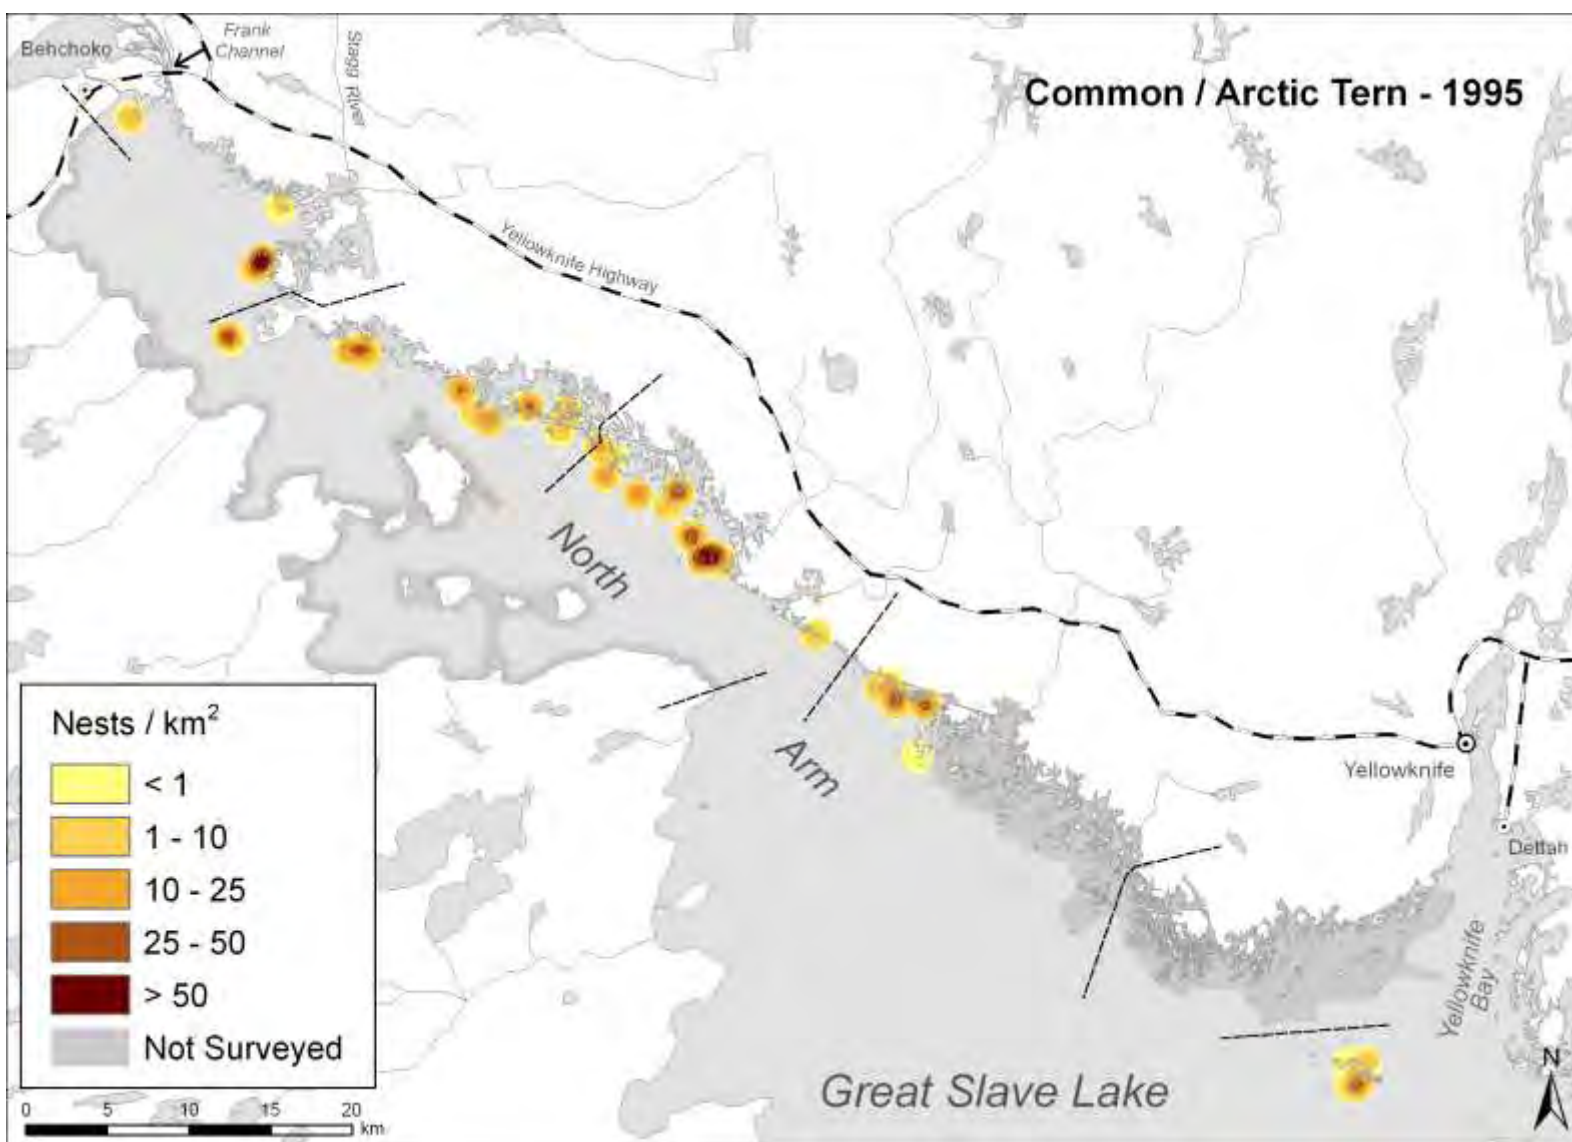 Behchoko
Frank
Channel
Stagg River
Common / Arctic Tern - 1995
Yellowknife Highway
North
Arm
Yellowknife
Dettah
Yellowknife
Bay
Great Slave Lake
N
Nests / km²
< 1
1 - 10
10 - 25
25 - 50
> 50
Not Surveyed
0 5 10 15 20
km